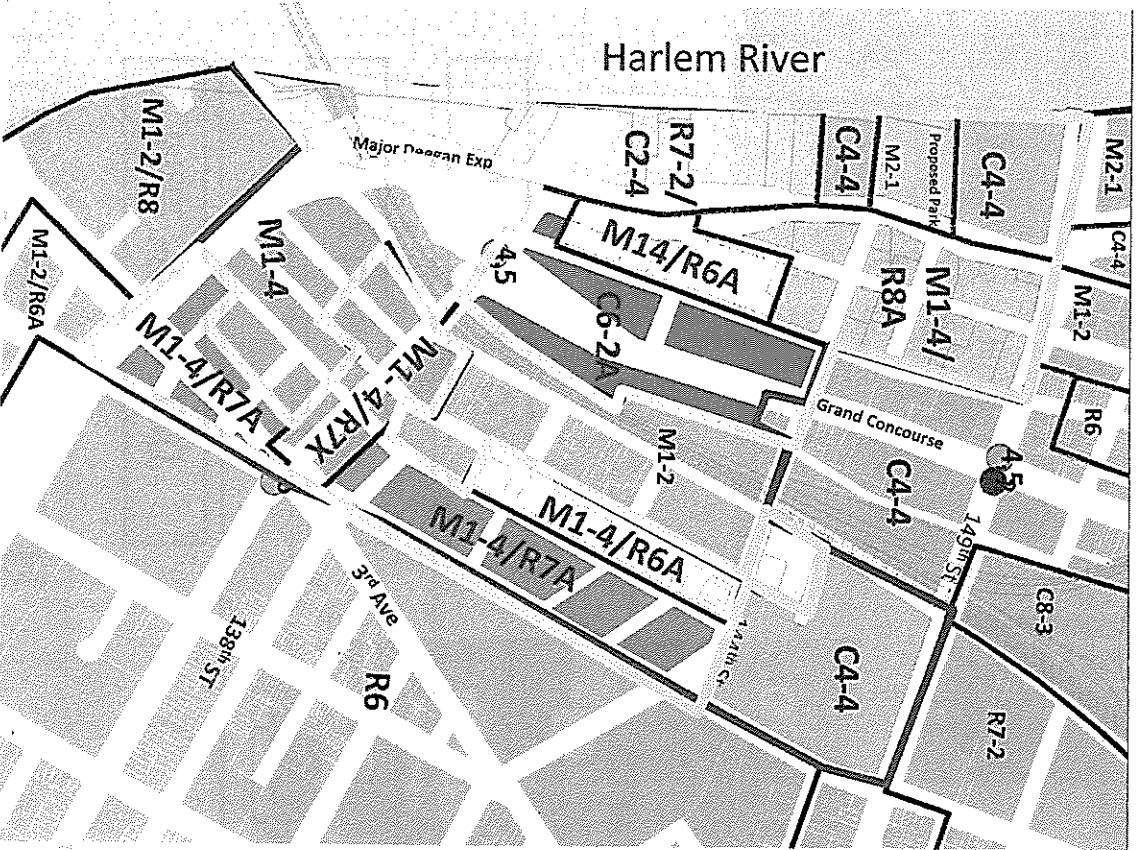 Harlem River
Major Deegan Exp
M1-2/R8
M1-2/R6A
M1-4
M1-4/R7A
M1-4/R7X
R7-2/
C2-4
C4-4
M2-1
Proposed Park
C4-4
M2-1
C4-4
M14/R6A
4,5
C6-2A
M1-4/
R8A
M1-2
R6
Grand Concourse
4,5
C4-4
149th St
M1-2
M1-4/R6A
M1-4/R7A
144th St
C8-3
C4-4
R7-2
3rd Ave
138th ST
R6